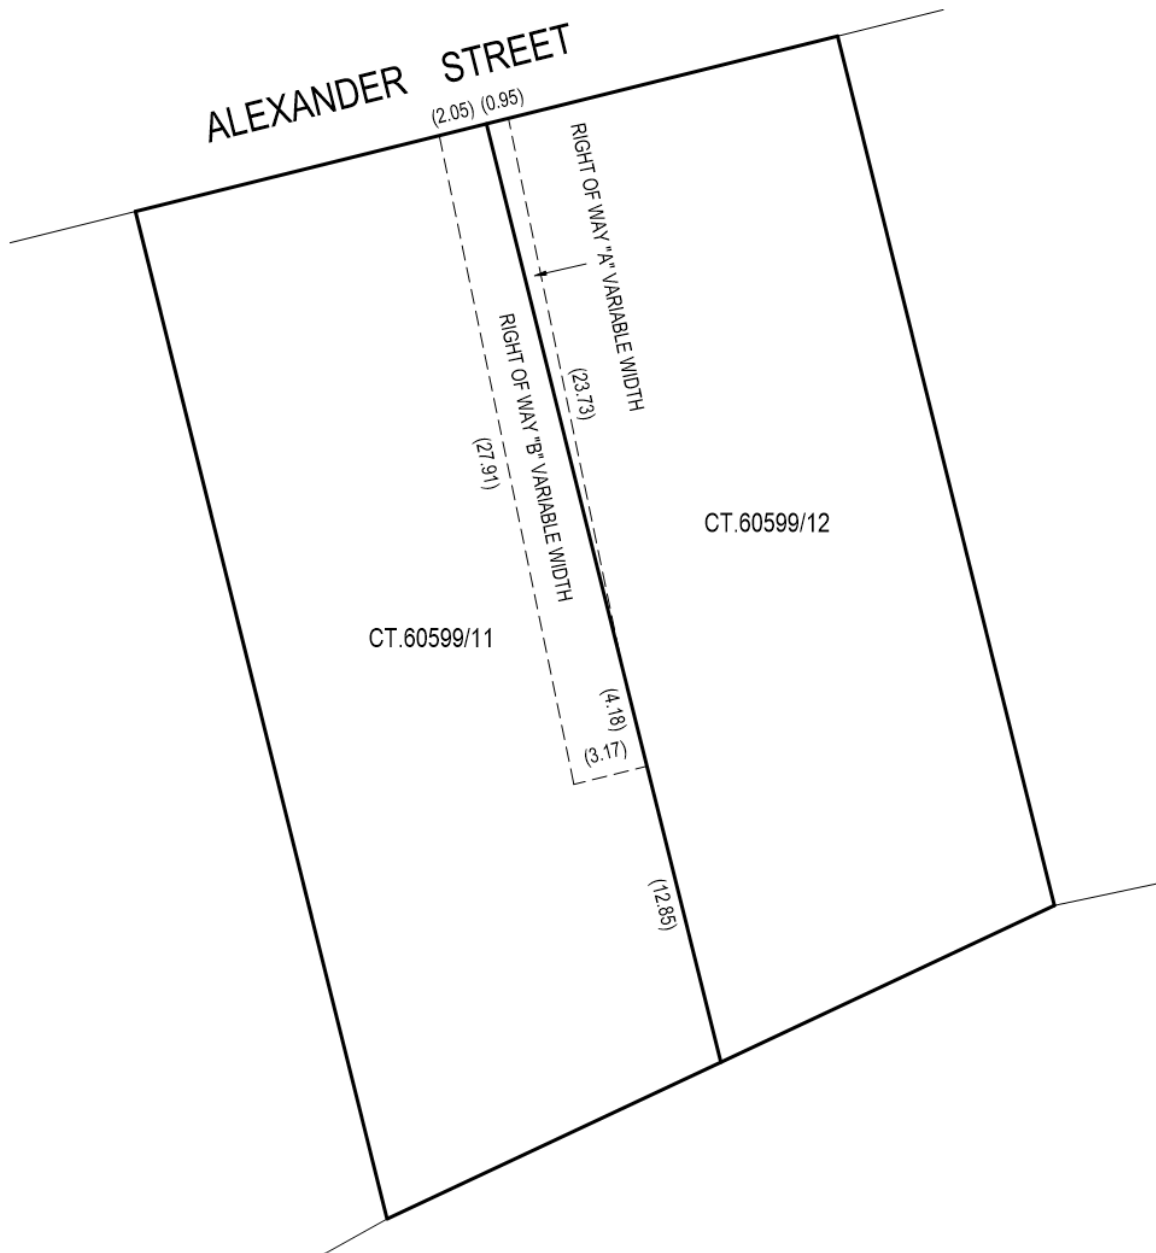 ALEXANDER STREET
(2.05) (0.95)
RIGHT OF WAY "A" VARIABLE WIDTH
RIGHT OF WAY "B" VARIABLE WIDTH
(23.73)
(27.91)
CT.60599/12
CT.60599/11
(4.18)
(3.17)
(12.85)